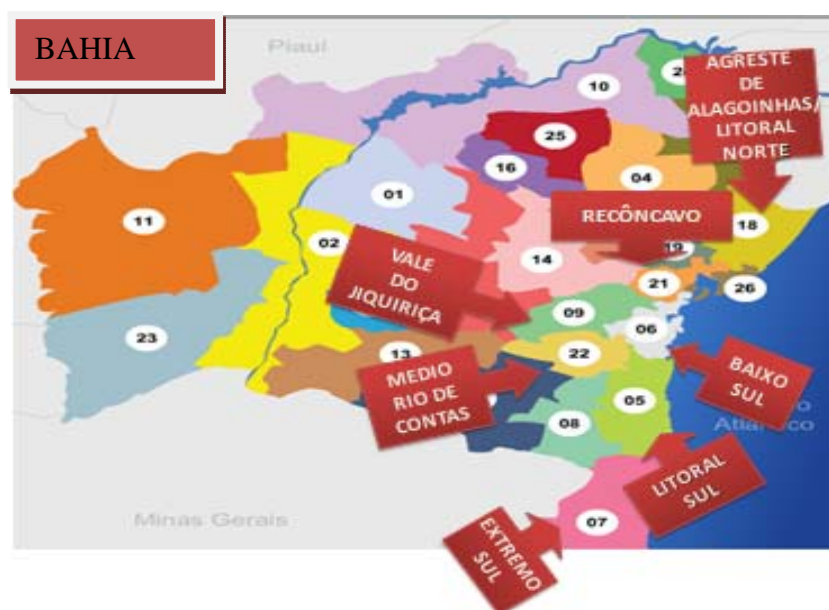 BAHIA
Piauí
10
AGRESTE
DE
ALAGOINHAS/
LITORAL
NORTE
25
16
04
01
11
RECÔNCAVO
18
19
02
14
VALE
DO
JIQUIRIÇA
21
26
09
06
23
22
13
MEDIO
RIO DE
CONTAS
BAIXO
SUL
05
08
LITORAL
SUL
Minas Gerais
07
EXTREMO
SUL